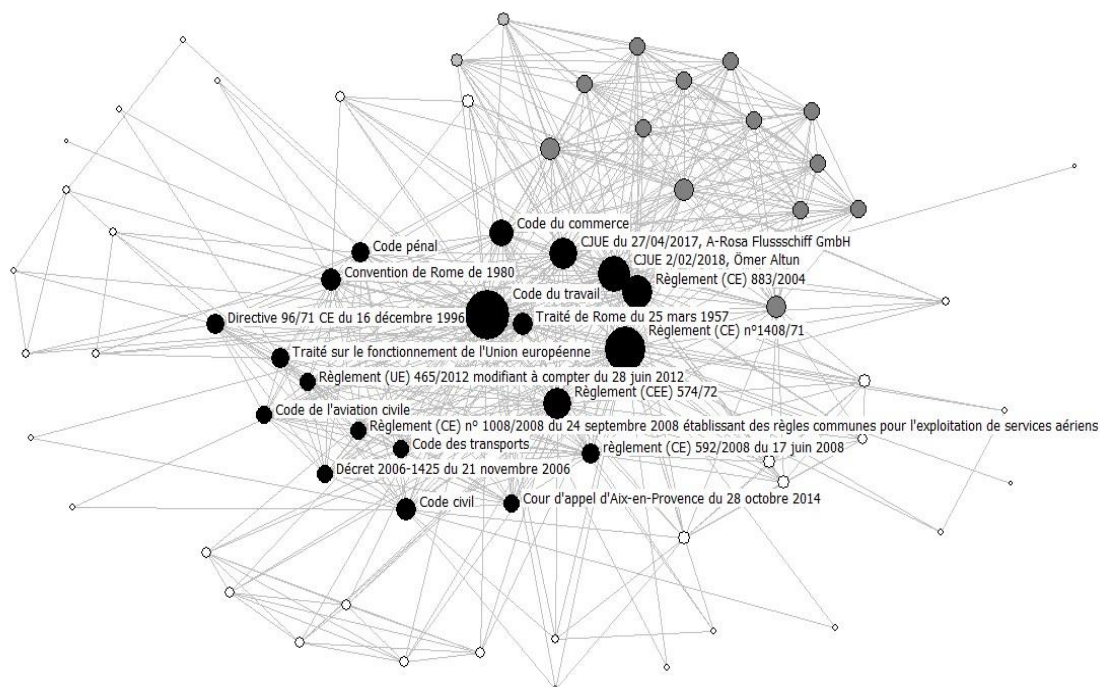 Code du commerce
CJUE du 27/04/2017, A-Rosa Flussschiff GmbH
Code pénal
CJUE 2/02/2018, Ömer Altun
Convention de Rome de 1980
Règlement (CE) 883/2004
Code du travail
Directive 96/71 CE du 16 décembre 1996
Traité de Rome du 25 mars 1957
Règlement (CE) nº1408/71
Traité sur le fonctionnement de l'Union européenne
Règlement (UE) 465/2012 modifiant à compter du 28 juin 2012
Règlement (CEE) 574/72
Code de l'aviation civile
Règlement (CE) nº 1008/2008 du 24 septembre 2008 établissant des règles communes pour l'exploitation de services aériens
Code des transports
règlement (CE) 592/2008 du 17 juin 2008
Décret 2006-1425 du 21 novembre 2006
Code civil
Cour d'appel d'Aix-en-Provence du 28 octobre 2014